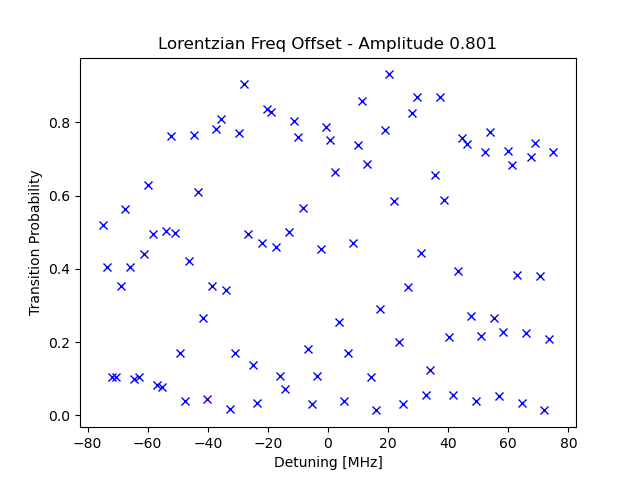 Lorentzian Freq Offset - Amplitude 0.801
Transition Probability
0.8
0.6
0.4
0.2
0.0
−80 −60 −40 −20 0 20 40 60 80
Detuning [MHz]